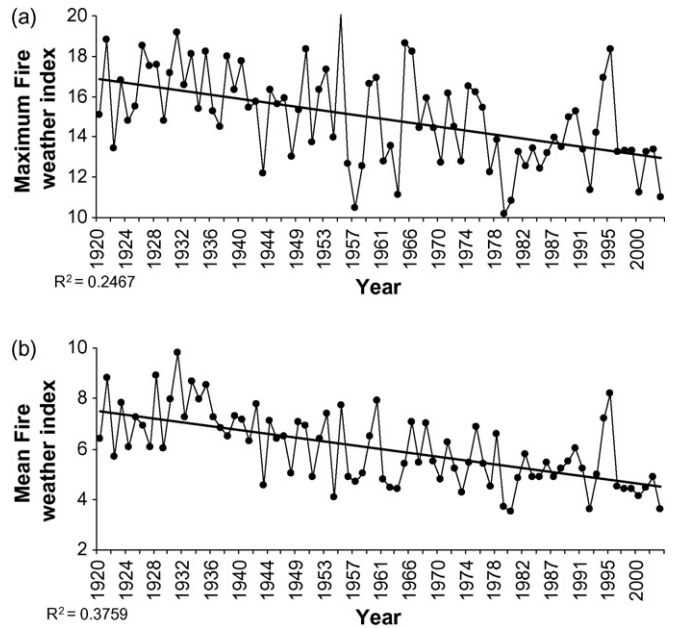 (a)
Maximum Fire
weather index
20
18
16
14
12
10
1920 1924 1928 1932 1936 1940 1944 1949 1953 1957 1961 1966 1970 1974 1978 1982 1987 1991 1995 2000
R² = 0.2467
Year
(b)
Mean Fire
weather index
10
8
6
4
2
1920 1924 1928 1932 1936 1940 1944 1949 1953 1957 1961 1966 1970 1974 1978 1982 1987 1991 1995 2000
R² = 0.3759
Year